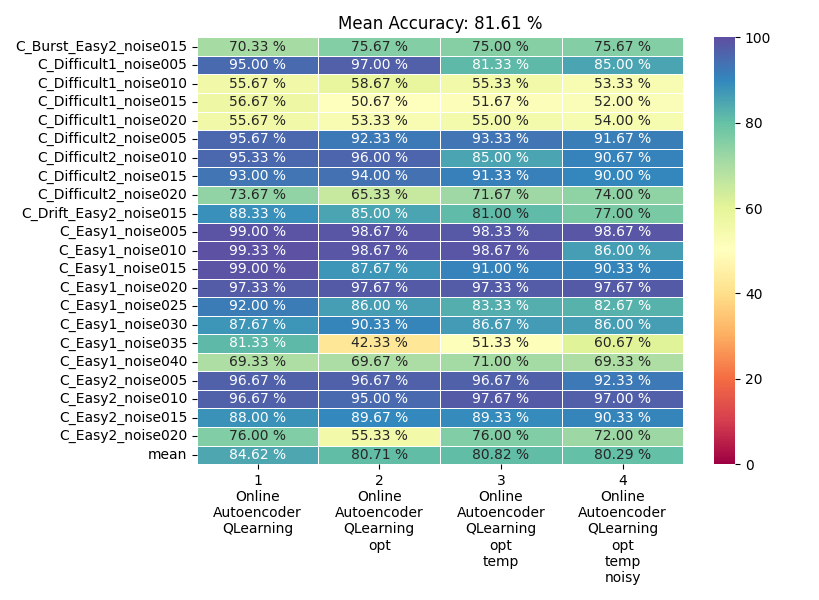 Mean Accuracy: 81.61 %
C_Burst_Easy2_noise015 70.33 % 75.67 % 75.00 % 75.67 %
C_Difficult1_noise005 95.00 % 97.00 % 81.33 % 85.00 %
C_Difficult1_noise010 55.67 % 58.67 % 55.33 % 53.33 %
C_Difficult1_noise015 56.67 % 50.67 % 51.67 % 52.00 %
C_Difficult1_noise020 55.67 % 53.33 % 55.00 % 54.00 %
C_Difficult2_noise005 95.67 % 92.33 % 93.33 % 91.67 %
C_Difficult2_noise010 95.33 % 96.00 % 85.00 % 90.67 %
C_Difficult2_noise015 93.00 % 94.00 % 91.33 % 90.00 %
C_Difficult2_noise020 73.67 % 65.33 % 71.67 % 74.00 %
C_Drift_Easy2_noise015 88.33 % 85.00 % 81.00 % 77.00 %
C_Easy1_noise005 99.00 % 98.67 % 98.33 % 98.67 %
C_Easy1_noise010 99.33 % 98.67 % 98.67 % 86.00 %
C_Easy1_noise015 99.00 % 87.67 % 91.00 % 90.33 %
C_Easy1_noise020 97.33 % 97.67 % 97.33 % 97.67 %
C_Easy1_noise025 92.00 % 86.00 % 83.33 % 82.67 %
C_Easy1_noise030 87.67 % 90.33 % 86.67 % 86.00 %
C_Easy1_noise035 81.33 % 42.33 % 51.33 % 60.67 %
C_Easy1_noise040 69.33 % 69.67 % 71.00 % 69.33 %
C_Easy2_noise005 96.67 % 96.67 % 96.67 % 92.33 %
C_Easy2_noise010 96.67 % 95.00 % 97.67 % 97.00 %
C_Easy2_noise015 88.00 % 89.67 % 89.33 % 90.33 %
C_Easy2_noise020 76.00 % 55.33 % 76.00 % 72.00 %
mean 84.62 % 80.71 % 80.82 % 80.29 %
1 2 3 4
Online Online Online Online
Autoencoder Autoencoder Autoencoder Autoencoder
QLearning QLearning QLearning QLearning
opt opt opt
temp temp
noisy
100
80
60
40
20
0